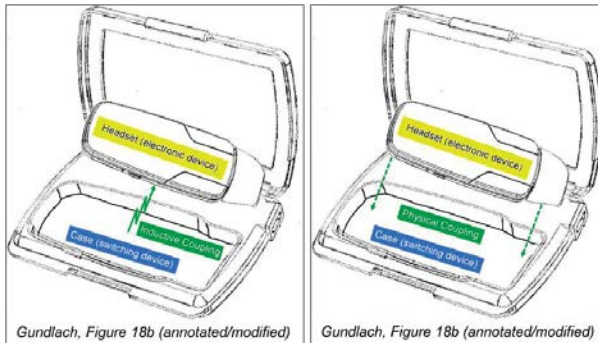 Headset (electronic device)
Inductive Coupling
Case (switching device)
Gundlach, Figure 18b (annotated/modified)
Headset (electronic device)
Physical Coupling
Case (switching device)
Gundlach, Figure 18b (annotated/modified)